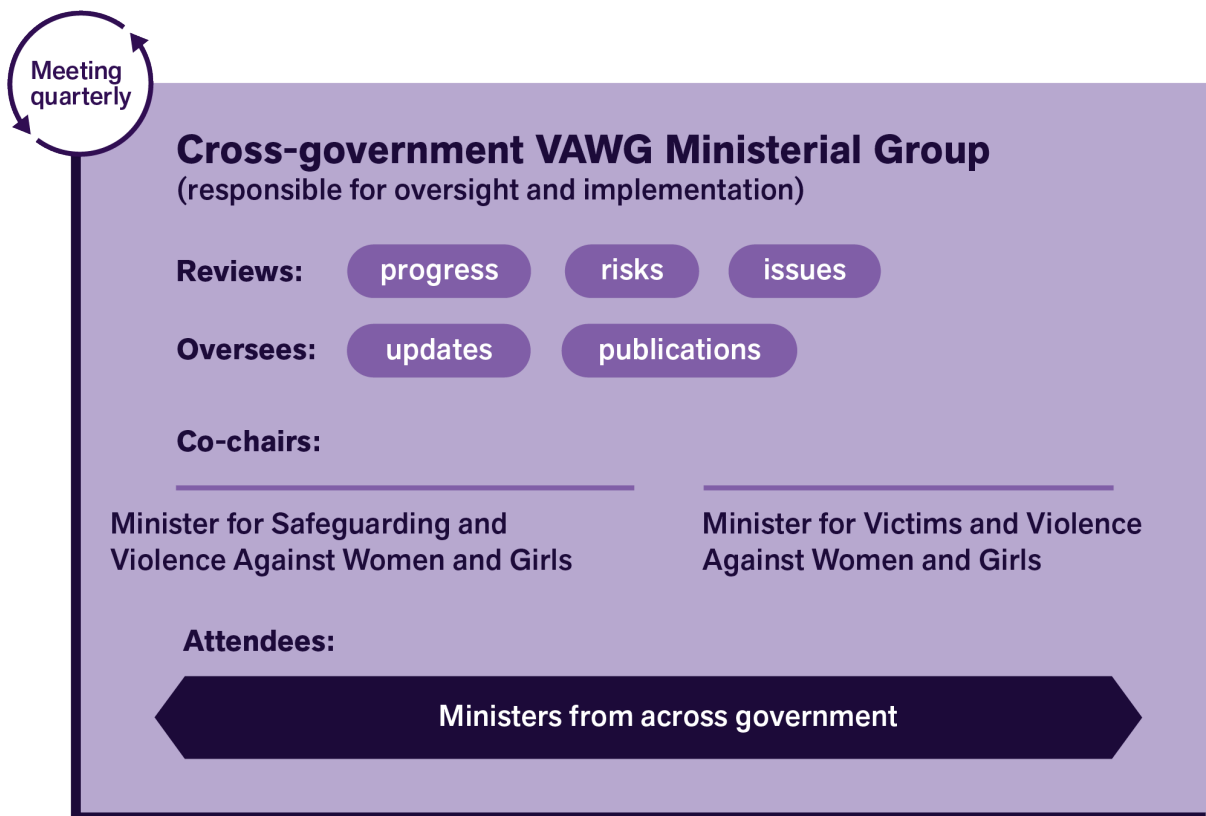 Meeting
quarterly
Cross-government VAWG Ministerial Group
(responsible for oversight and implementation)
Reviews: progress risks issues
Oversees: updates publications
Co-chairs:
Minister for Safeguarding and
Violence Against Women and Girls
Minister for Victims and Violence
Against Women and Girls
Attendees:
Ministers from across government